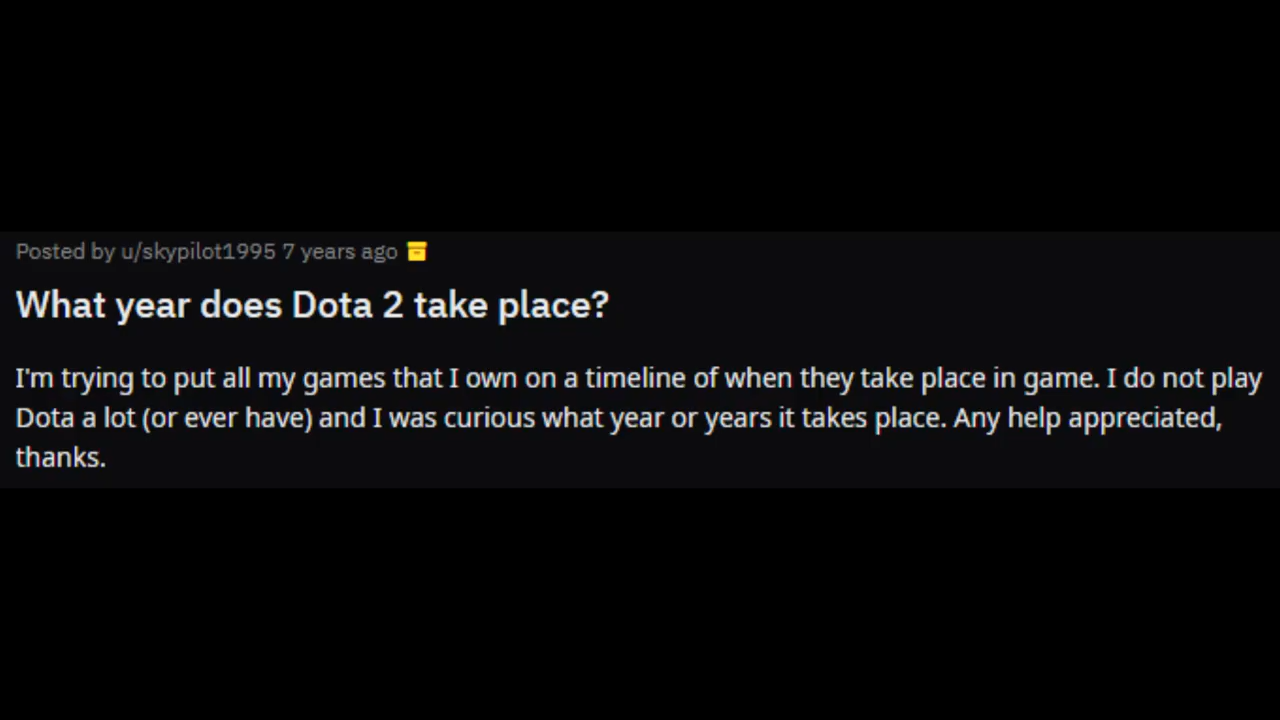 Posted by u/skypilot1995 7 years ago
What year does Dota 2 take place?
I'm trying to put all my games that I own on a timeline of when they take place in game. I do not play
Dota a lot (or ever have) and I was curious what year or years it takes place. Any help appreciated,
thanks.